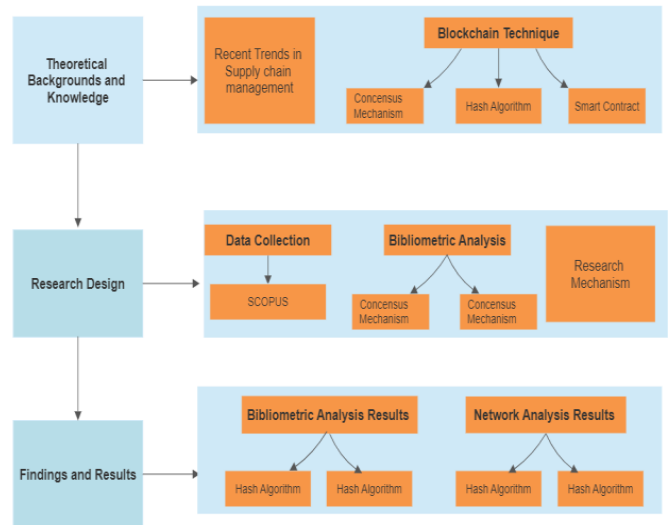 Theoretical
Backgrounds and
Knowledge
Recent Trends in
Supply chain
management
Blockchain Technique
Concensus
Mechanism
Hash Algorithm
Smart Contract
Research Design
Data Collection
SCOPUS
Bibliometric Analysis
Concensus
Mechanism
Concensus
Mechanism
Research
Mechanism
Findings and Results
Bibliometric Analysis Results
Hash Algorithm
Hash Algorithm
Network Analysis Results
Hash Algorithm
Hash Algorithm